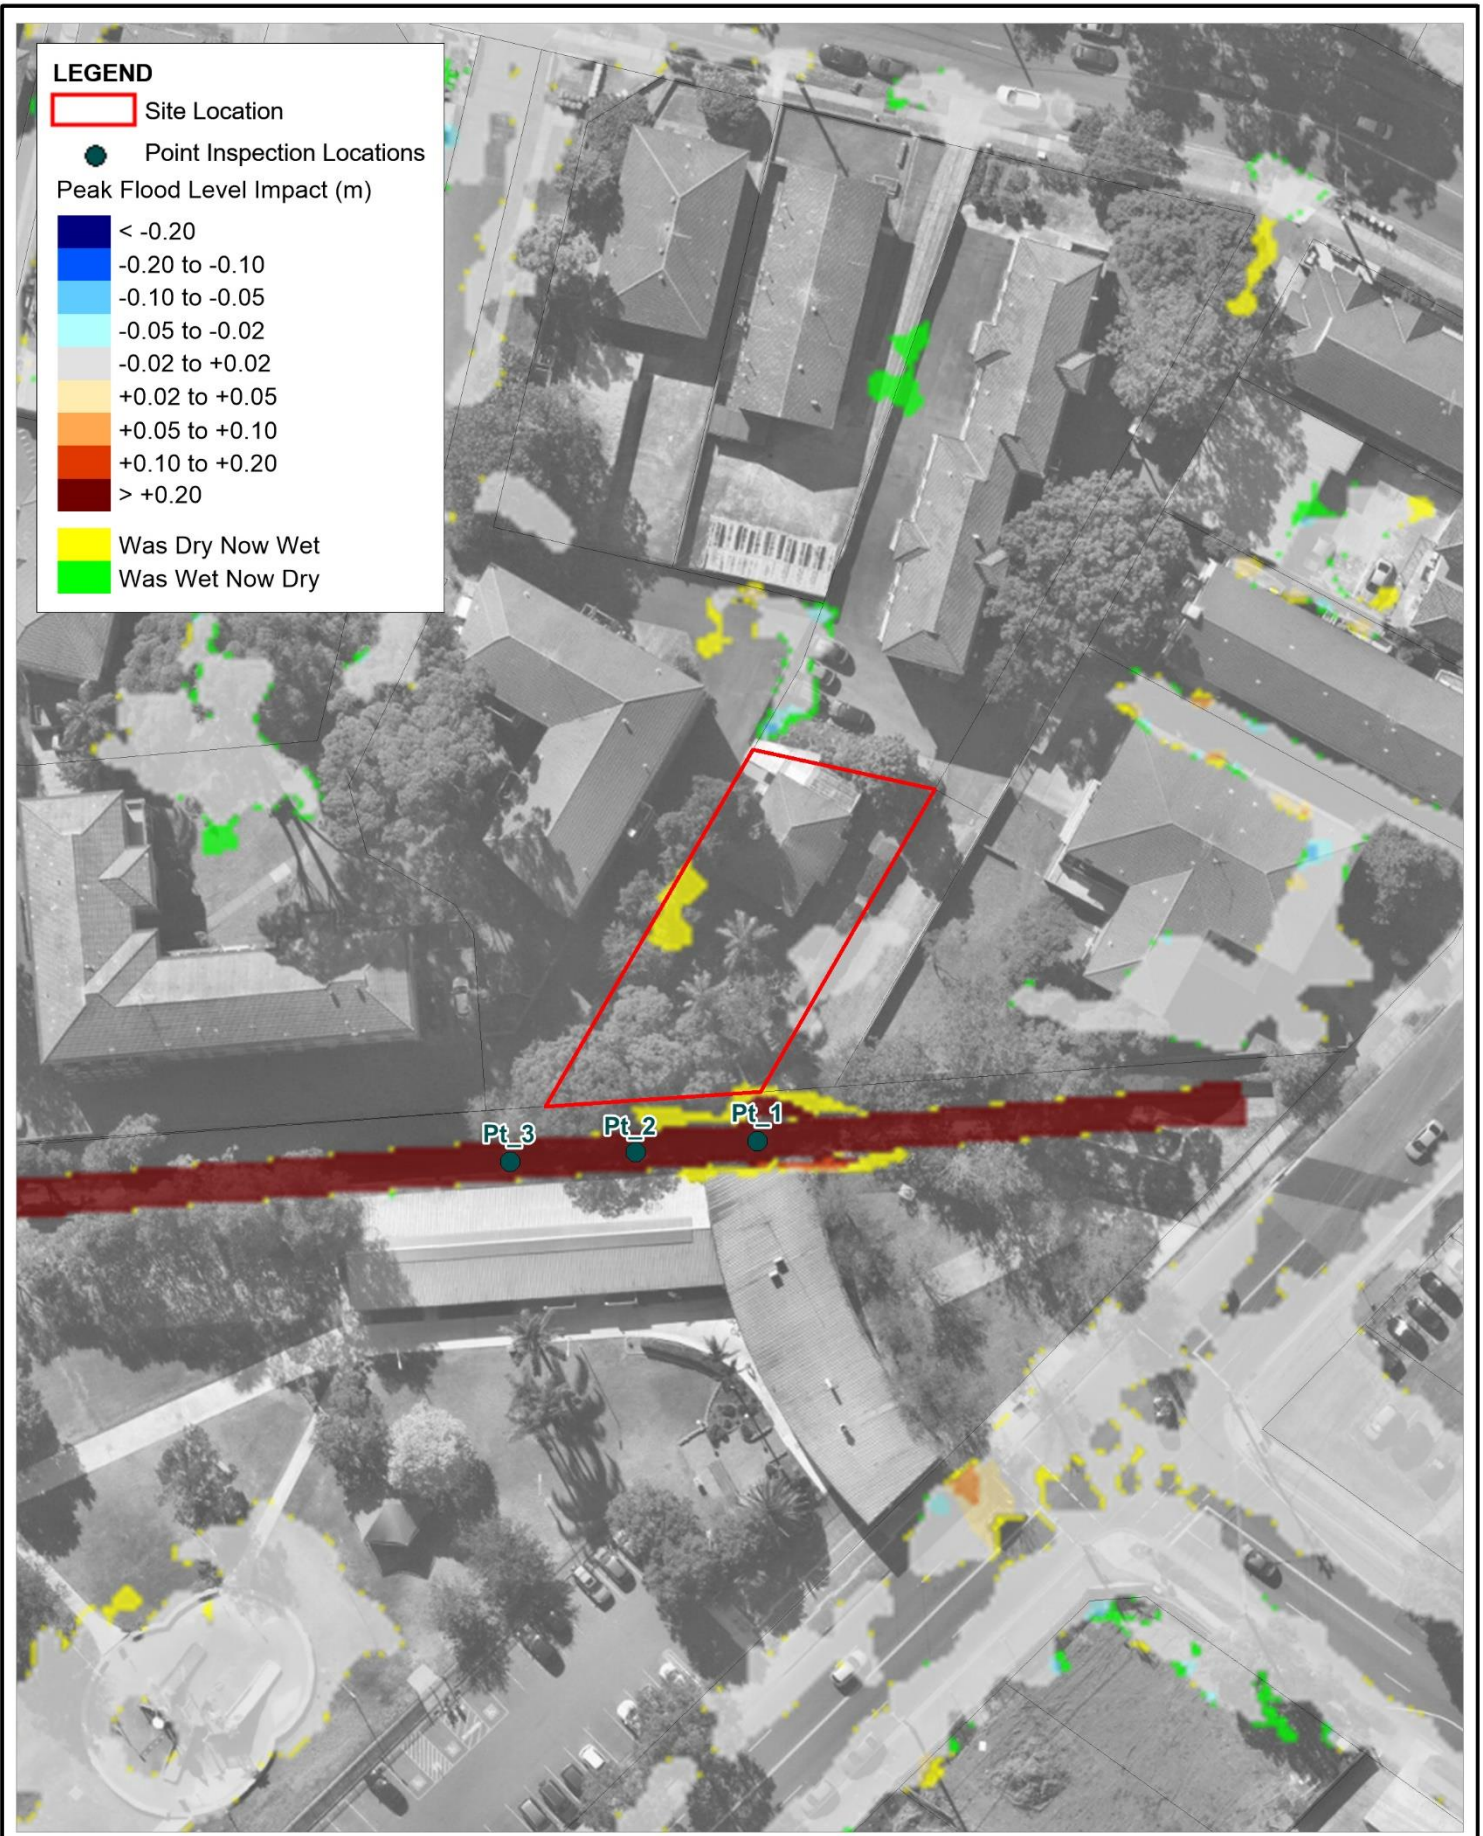 LEGEND
Site Location
Point Inspection Locations
Peak Flood Level Impact (m)
< -0.20
-0.20 to -0.10
-0.10 to -0.05
-0.05 to -0.02
-0.02 to +0.02
+0.02 to +0.05
+0.05 to +0.10
+0.10 to +0.20
> +0.20
Was Dry Now Wet
Was Wet Now Dry
Pt_1
Pt_2
Pt_3